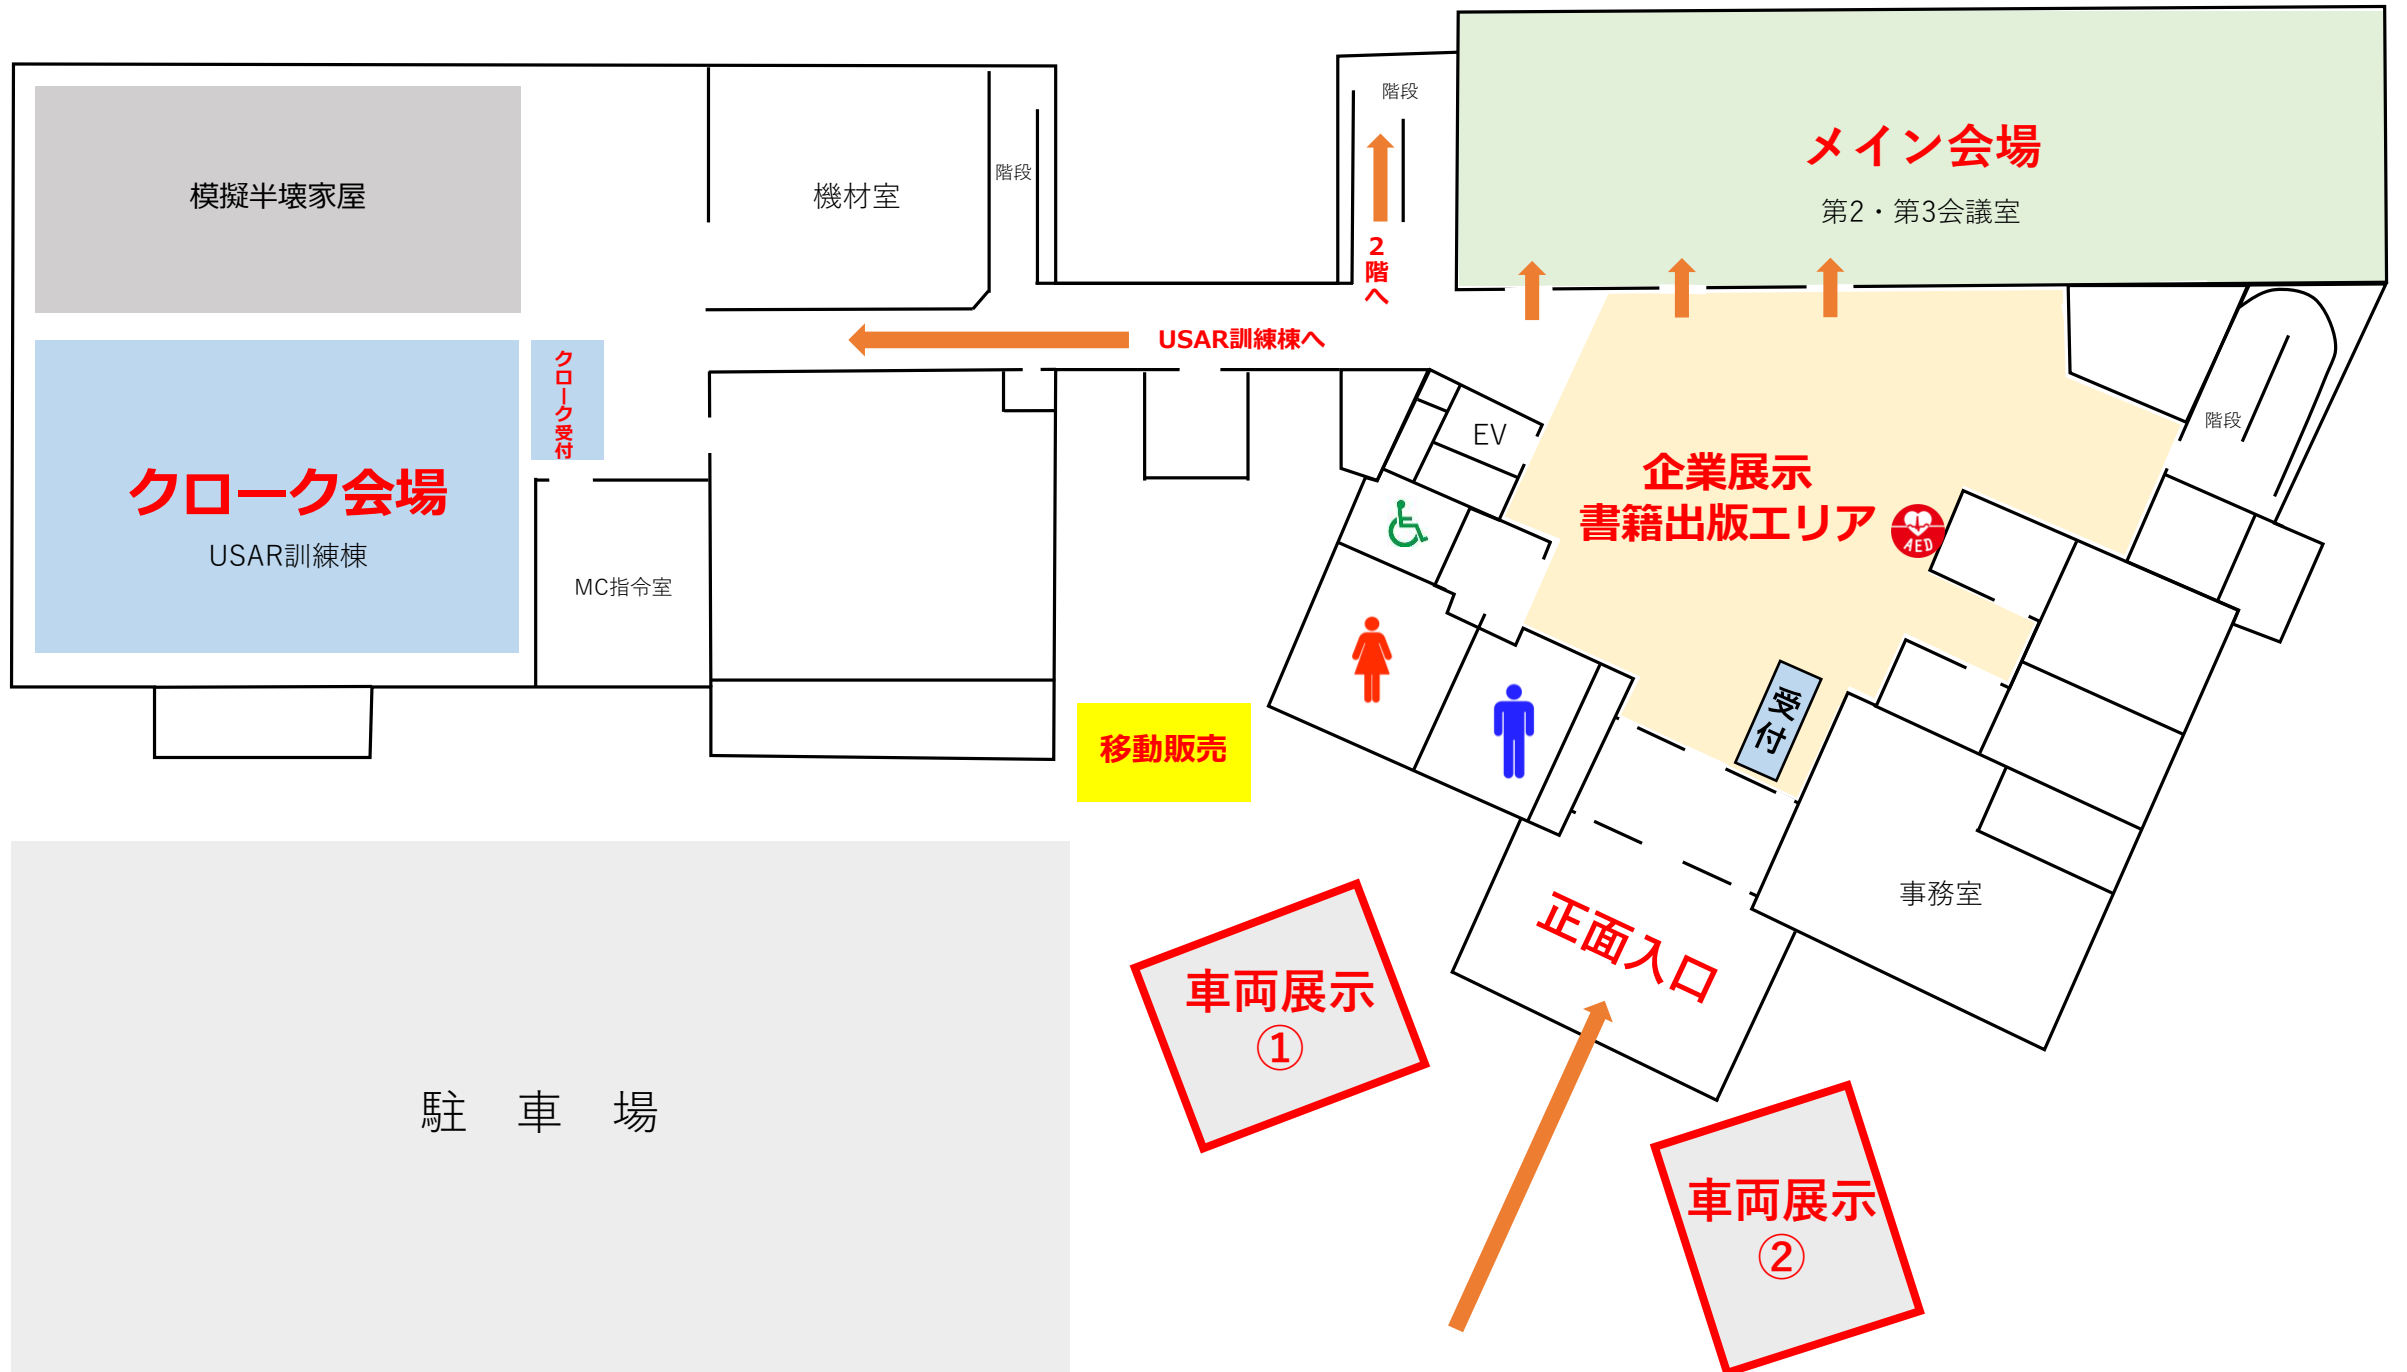 階段
メイン会場
第2・第3会議室
模擬半壊家屋
機材室
階段
2階へ
USAR訓練棟へ
クローク受付
クローク会場
USAR訓練棟
MC指令室
EV
階段
企業展示
書籍出版エリア
AED
受付
移動販売
事務室
正面入口
車両展示
①
駐 車 場
車両展示
②